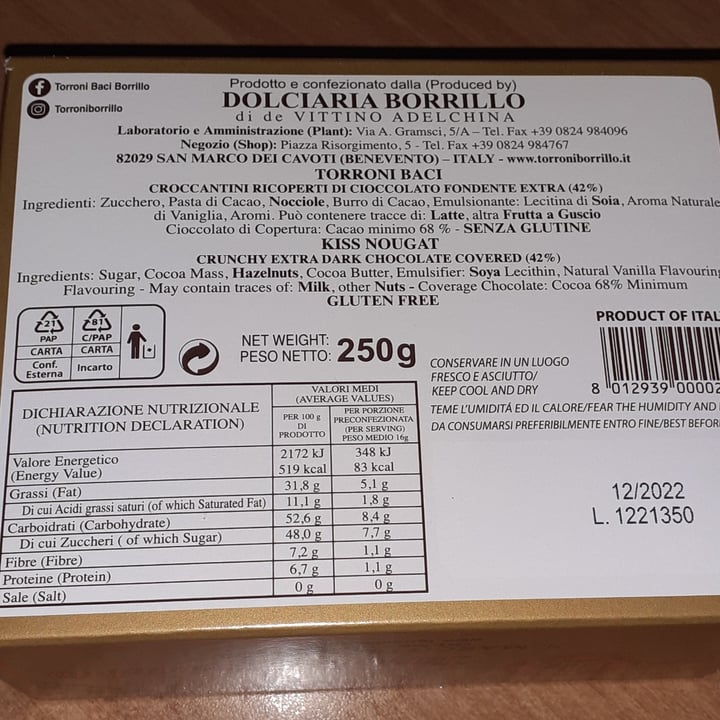 Torroni Baci Borrillo
Torroniborrillo
Prodotto e confezionato dalla (Produced by)
DOLCIARIA BORRILLO
di de VITTINO ADELCHINA
Laboratorio e Amministrazione (Plant): Via A. Gramsci, 5/A – Tel. Fax +39 0824 984096
Negozio (Shop): Piazza Risorgimento, 5 - Tel. Fax +39 0824 984767
82029 SAN MARCO DEI CAVOTI (BENEVENTO) – ITALY - www.torroniborrillo.it
TORRONI BACI
CROCCANTINI RICOPERTI DI CIOCCOLATO FONDENTE EXTRA (42%)
Ingredienti: Zucchero, Pasta di Cacao, Nocciole, Burro di Cacao, Emulsionante: Lecitina di Soia, Aroma Naturale
di Vaniglia, Aromi. Può contenere tracce di: Latte, altra Frutta a Guscio
Cioccolato di Copertura: Cacao minimo 68 % - SENZA GLUTINE
KISS NOUGAT
CRUNCHY EXTRA DARK CHOCOLATE COVERED (42%)
Ingredients: Sugar, Cocoa Mass, Hazelnuts, Cocoa Butter, Emulsifier: Soya Lecithin, Natural Vanilla Flavouring
Flavouring - May contain traces of: Milk, other Nuts - Coverage Chocolate: Cocoa 68% Minimum
GLUTEN FREE
21 81
PAP C/PAP
CARTA CARTA
Conf. Esterna Incarto
NET WEIGHT:
PESO NETTO: 250g
PRODUCT OF ITAL
8 012939 00002
CONSERVARE IN UN LUOGO
FRESCO E ASCIUTTO/
KEEP COOL AND DRY
TEME L'UMIDITÁ ED IL CALORE/FEAR THE HUMIDITY AND
DA CONSUMARSI PREFERIBILMENTE ENTRO FINE/BEST BEFOR
12/2022
L. 1221350
DICHIARAZIONE NUTRIZIONALE
(NUTRITION DECLARATION)
VALORI MEDI
(AVERAGE VALUES)
PER 100 g
DI
PRODOTTO
PER PORZIONE
PRECONFEZIONATA
(PER SERVING)
PESO MEDIO 16g
Valore Energetico 2172 kJ 348 kJ
(Energy Value) 519 kcal 83 kcal
Grassi (Fat) 31,8 g 5,1 g
Di cui Acidi grassi saturi (of which Saturated Fat) 11,1 g 1,8 g
Carboidrati (Carbohydrate) 52,6 g 8,4 g
Di cui Zuccheri ( of which Sugar) 48,0 g 7,7 g
Fibre (Fibre) 7,2 g 1,1 g
Proteine (Protein) 6,7 g 1,1 g
Sale (Salt) 0 g 0 g